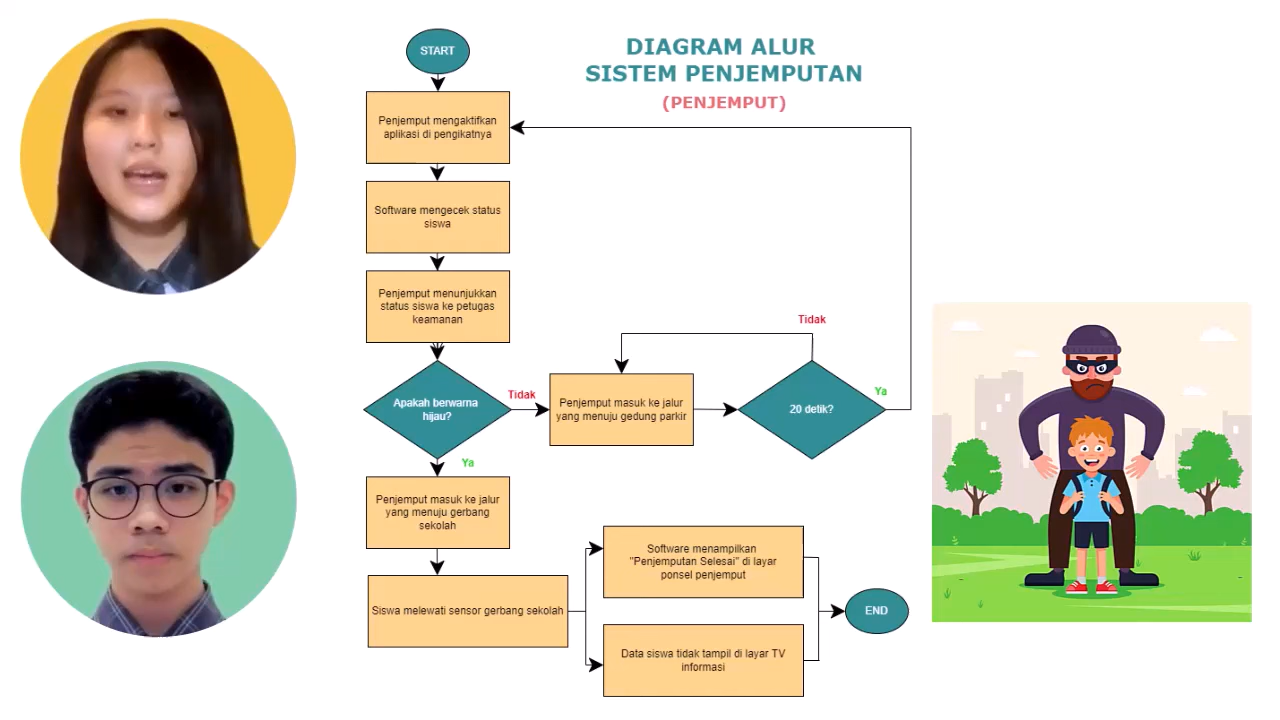 DIAGRAM ALUR
SISTEM PENJEMPUTAN
(PENJEMPUT)
START
Penjemput mengaktifkan
aplikasi di pengikatnya
Software mengecek status
siswa
Penjemput menunjukkan
status siswa ke petugas
keamanan
Apakah berwarna
hijau?
Tidak
Penjemput masuk ke jalur
yang menuju gedung parkir
20 detik?
Tidak
Ya
Ya
Penjemput masuk ke jalur
yang menuju gerbang
sekolah
Siswa melewati sensor gerbang sekolah
Software menampilkan
"Penjemputan Selesai" di layar
ponsel penjemput
Data siswa tidak tampil di layar TV
informasi
END